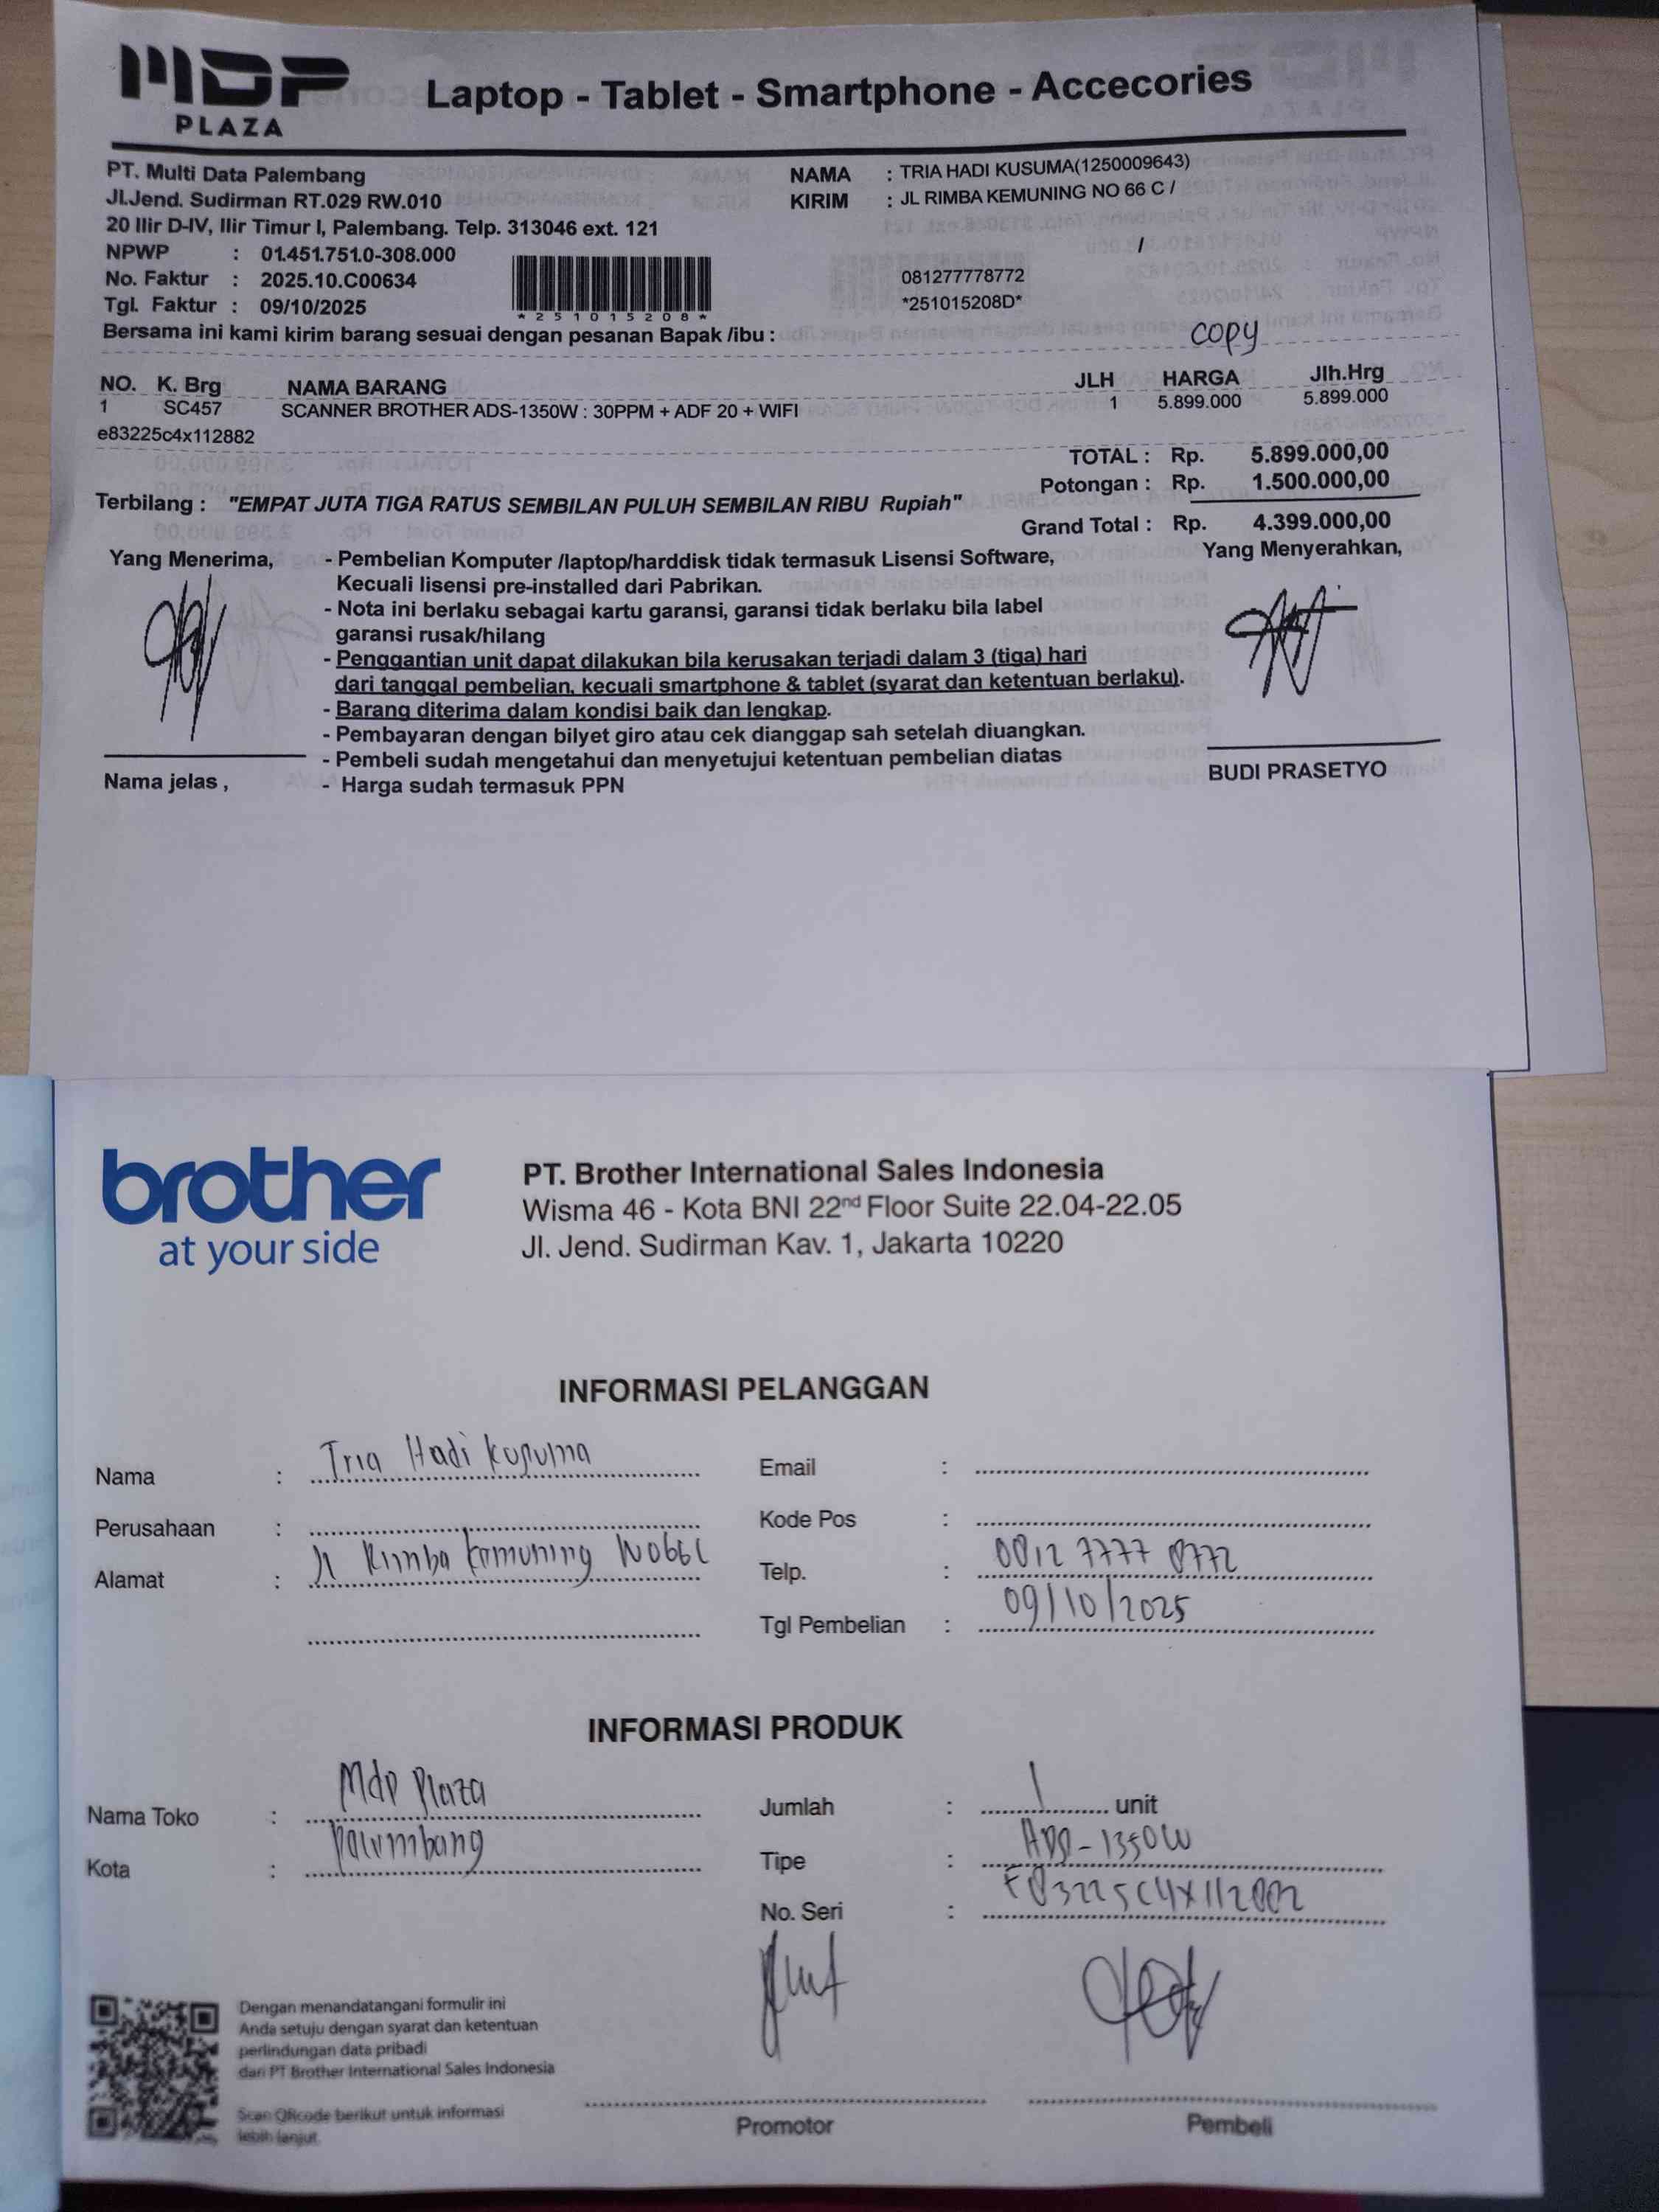 MDP
PLAZA
Laptop - Tablet - Smartphone - Accecories
PT. Multi Data Palembang
Jl.Jend. Sudirman RT.029 RW.010
20 Ilir D-IV, Ilir Timur I, Palembang. Telp. 313046 ext. 121
NPWP : 01.451.751.0-308.000
No. Faktur : 2025.10.C00634
Tgl. Faktur : 09/10/2025
NAMA : TRIA HADI KUSUMA(1250009643)
KIRIM : JL RIMBA KEMUNING NO 66 C /
/
081277778772
*251015208D*
*251015208*
Bersama ini kami kirim barang sesuai dengan pesanan Bapak /ibu :
copy
NO. K. Brg NAMA BARANG JLH HARGA Jlh.Hrg
1 SC457 SCANNER BROTHER ADS-1350W : 30PPM + ADF 20 + WIFI 1 5.899.000 5.899.000
e83225c4x112882
TOTAL : Rp. 5.899.000,00
Potongan : Rp. 1.500.000,00
Terbilang : "EMPAT JUTA TIGA RATUS SEMBILAN PULUH SEMBILAN RIBU Rupiah"
Grand Total : Rp. 4.399.000,00
Yang Menerima,
- Pembelian Komputer /laptop/harddisk tidak termasuk Lisensi Software,
Kecuali lisensi pre-installed dari Pabrikan.
- Nota ini berlaku sebagai kartu garansi, garansi tidak berlaku bila label
garansi rusak/hilang
- Penggantian unit dapat dilakukan bila kerusakan terjadi dalam 3 (tiga) hari
dari tanggal pembelian, kecuali smartphone & tablet (syarat dan ketentuan berlaku).
- Barang diterima dalam kondisi baik dan lengkap.
- Pembayaran dengan bilyet giro atau cek dianggap sah setelah diuangkan.
- Pembeli sudah mengetahui dan menyetujui ketentuan pembelian diatas
- Harga sudah termasuk PPN
Yang Menyerahkan,
Nama jelas ,
BUDI PRASETYO
brother
at your side
PT. Brother International Sales Indonesia
Wisma 46 - Kota BNI 22nd Floor Suite 22.04-22.05
Jl. Jend. Sudirman Kav. 1, Jakarta 10220
INFORMASI PELANGGAN
Nama : Tria Hadi Kusuma
Perusahaan :
Alamat : Jl Rimba Kemuning No66C
Email :
Kode Pos :
Telp. : 0812 7777 8772
Tgl Pembelian : 09/10/2025
INFORMASI PRODUK
Nama Toko : Mdp Plaza
Kota : Palembang
Jumlah : 1 unit
Tipe : ADS-1350W
No. Seri : E83225C4X112882
Dengan menandatangani formulir ini
Anda setuju dengan syarat dan ketentuan
perlindungan data pribadi
dari PT Brother International Sales Indonesia
Scan QRcode berikut untuk informasi
lebih lanjut.
Promotor
Pembeli